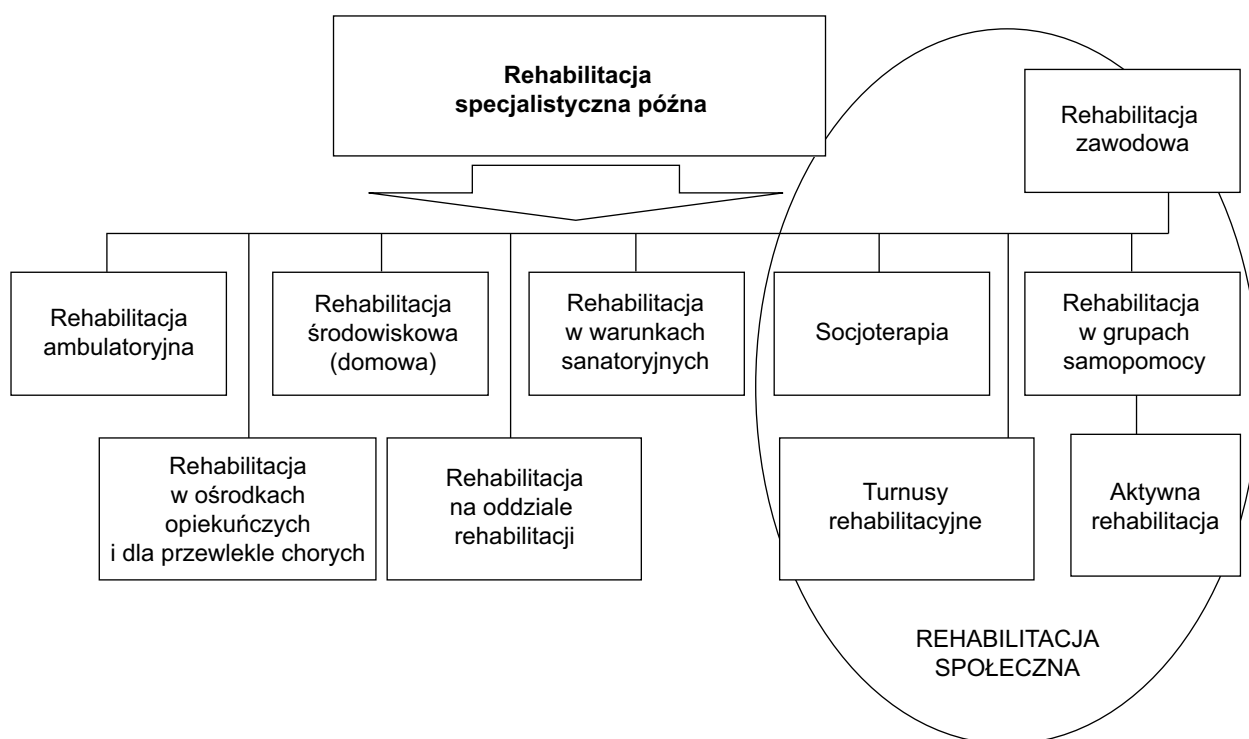 Rehabilitacja
specjalistyczna późna
Rehabilitacja
zawodowa
Rehabilitacja
ambulatoryjna
Rehabilitacja
środowiskowa
(domowa)
Rehabilitacja
w warunkach
sanatoryjnych
Socjoterapia
Rehabilitacja
w grupach
samopomocy
Rehabilitacja
w ośrodkach
opiekuńczych
i dla przewlekle chorych
Rehabilitacja
na oddziale
rehabilitacji
Turnusy
rehabilitacyjne
Aktywna
rehabilitacja
REHABILITACJA
SPOŁECZNA